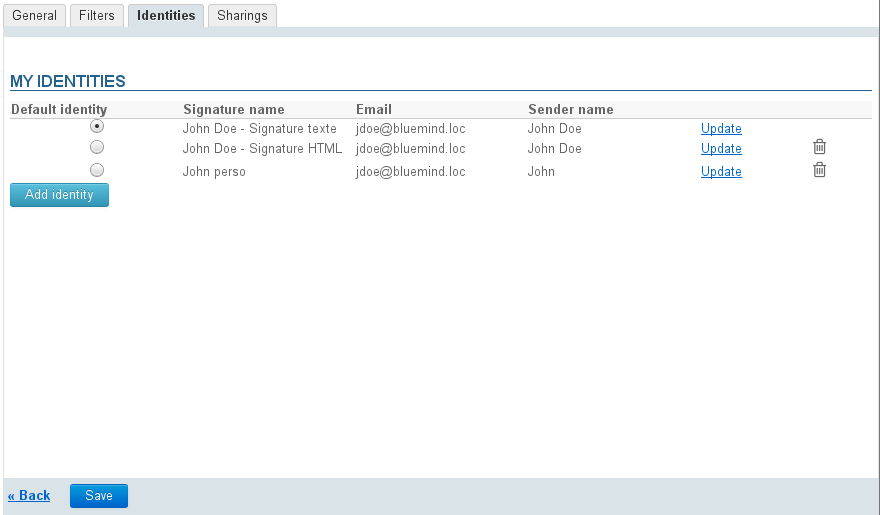 General Filters Identities Sharings
MY IDENTITIES
Default identity Signature name Email Sender name
John Doe - Signature texte jdoe@bluemind.loc John Doe Update
John Doe - Signature HTML jdoe@bluemind.loc John Doe Update
John perso jdoe@bluemind.loc John Update
Add identity
« Back Save